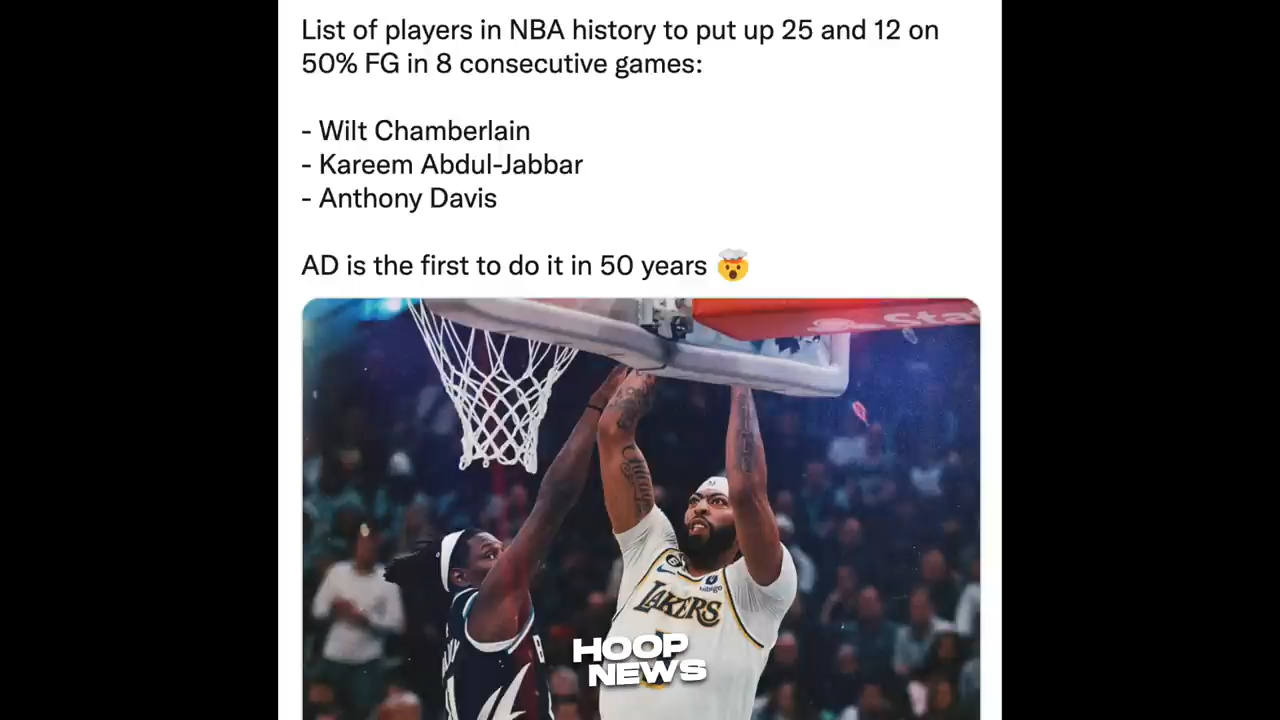 List of players in NBA history to put up 25 and 12 on
50% FG in 8 consecutive games:
- Wilt Chamberlain
- Kareem Abdul-Jabbar
- Anthony Davis
AD is the first to do it in 50 years 🤯
LAKERS
bibigo
HOOP
NEWS